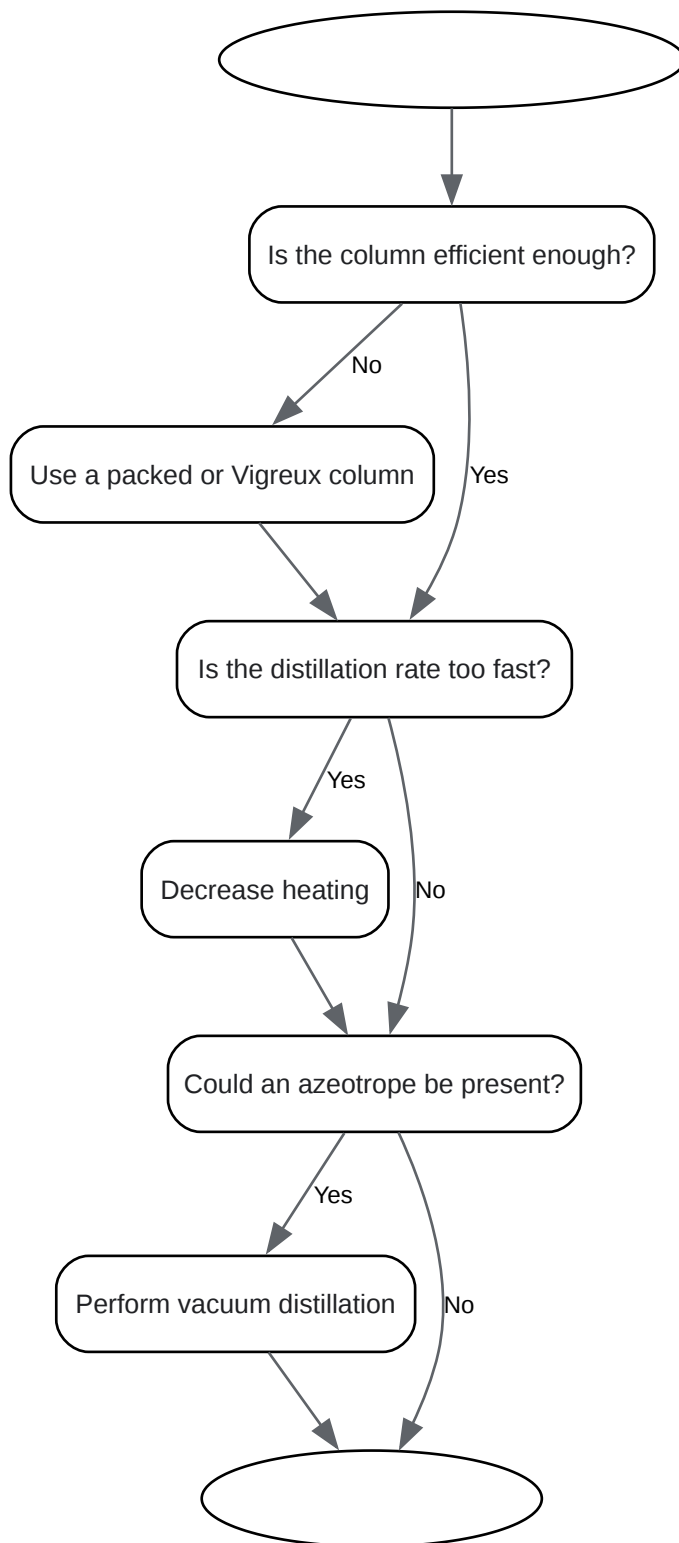 Is the column efficient enough?
No
Use a packed or Vigreux column
Yes
Is the distillation rate too fast?
Yes
Decrease heating
No
Could an azeotrope be present?
Yes
Perform vacuum distillation
No